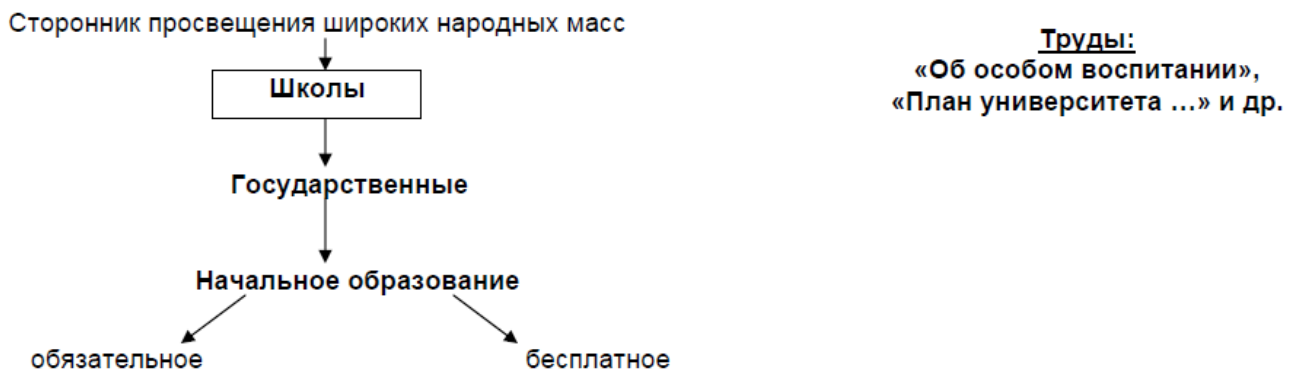 Сторонник просвещения широких народных масс
Школы
Государственные
Начальное образование
обязательное
бесплатное
Труды:
«Об особом воспитании»,
«План университета ...» и др.